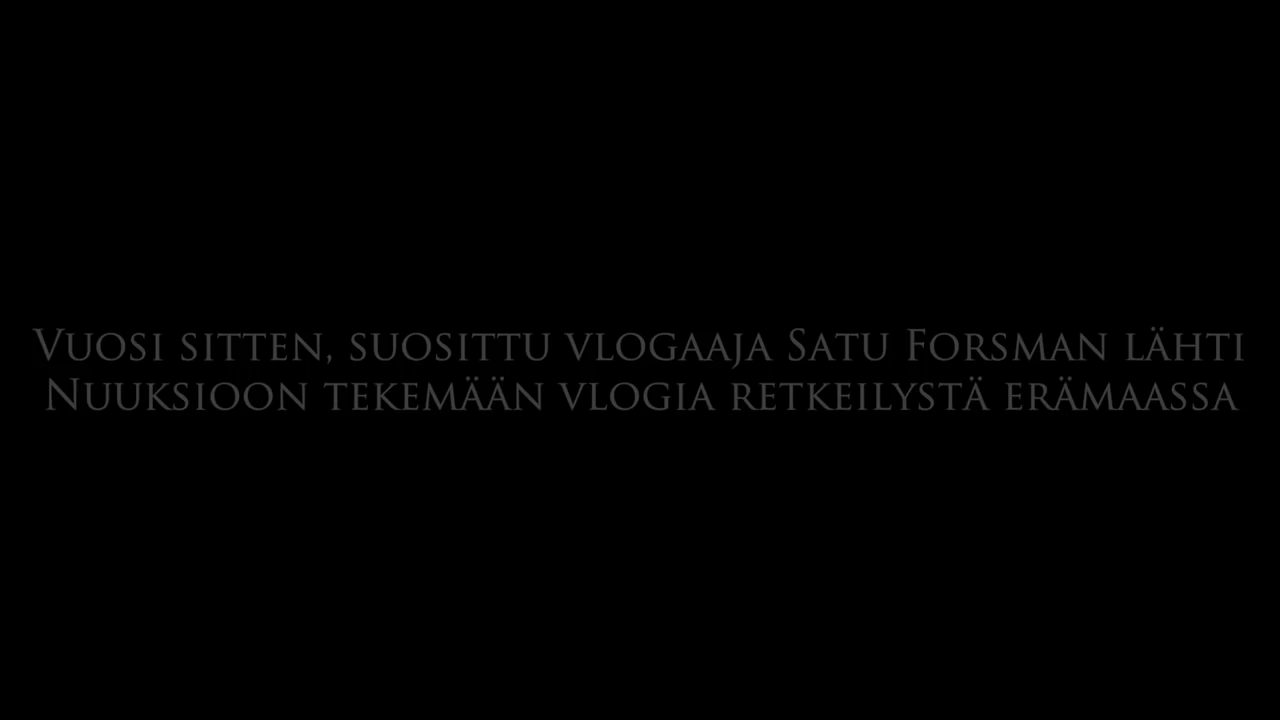 Vuosi sitten, suosittu vlogaaja Satu Forsman lähti
Nuuksioon tekemään vlogia retkeilystä erämaassa